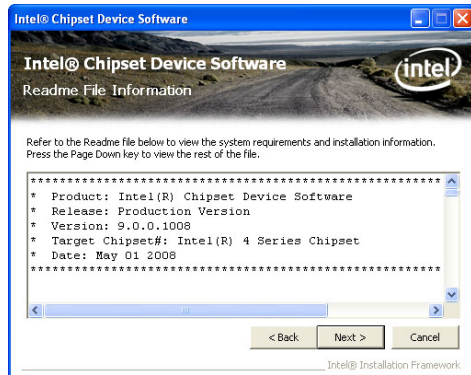 Intel® Chipset Device Software
Intel® Chipset Device Software
Readme File Information
intel
Refer to the Readme file below to view the system requirements and installation information.
Press the Page Down key to view the rest of the file.
********************************************************
* Product: Intel(R) Chipset Device Software
* Release: Production Version
* Version: 9.0.0.1008
* Target Chipset#: Intel(R) 4 Series Chipset
* Date: May 01 2008
********************************************************
< Back Next > Cancel
Intel® Installation Framework